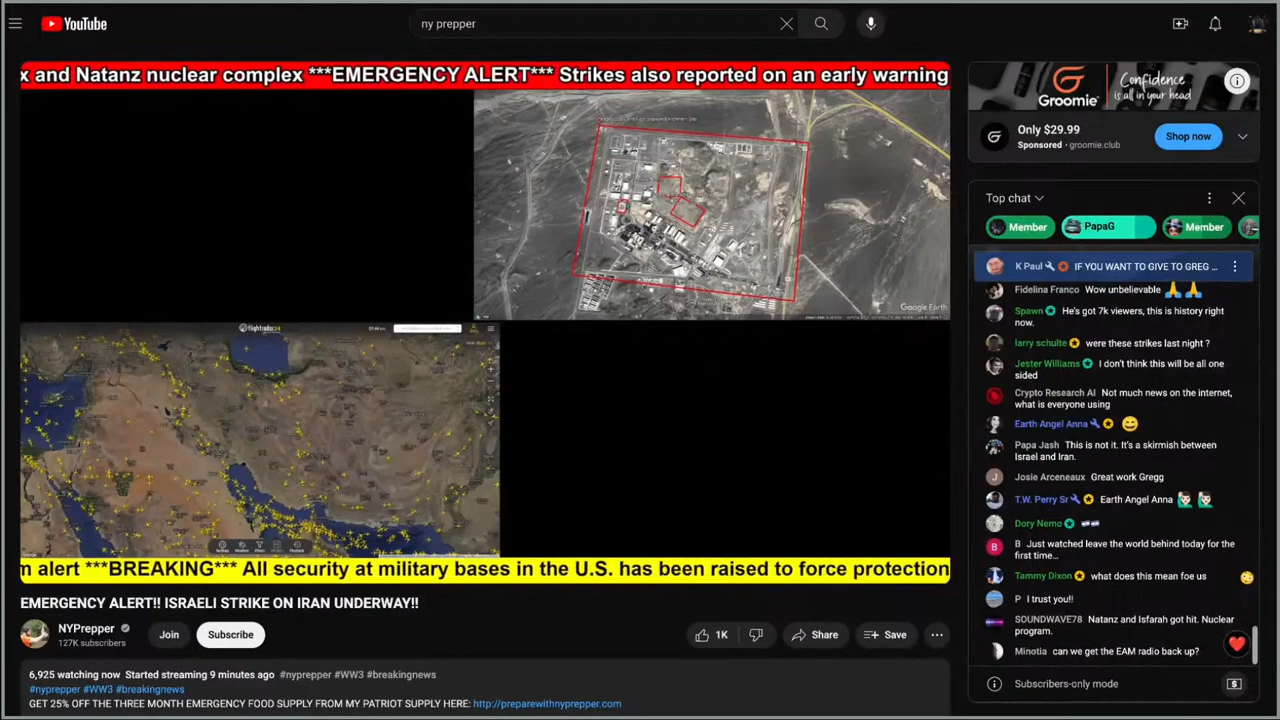 YouTube
ny prepper
x and Natanz nuclear complex ***EMERGENCY ALERT*** Strikes also reported on an early warning
Google Earth
flightradar24
m alert ***BREAKING*** All security at military bases in the U.S. has been raised to force protection
EMERGENCY ALERT!! ISRAELI STRIKE ON IRAN UNDERWAY!!
NYPrepper
127K subscribers
Join
Subscribe
1K
Share
Save
6,925 watching now Started streaming 9 minutes ago #nyprepper #WW3 #breakingnews
#nyprepper #WW3 #breakingnews
GET 25% OFF THE THREE MONTH EMERGENCY FOOD SUPPLY FROM MY PATRIOT SUPPLY HERE: http://preparewithnyprepper.com
Groomie
Confidence
is all in your head
Only $29.99
Sponsored · groomie.club
Shop now
Top chat
Member
PapaG
Member
K Paul IF YOU WANT TO GIVE TO GREG ...
Fidelina Franco Wow unbelievable 🙏 🙏
Spawn He's got 7k viewers, this is history right
now.
larry schulte were these strikes last night ?
Jester Williams I don't think this will be all one
sided
Crypto Research AI Not much news on the internet,
what is everyone using
Earth Angel Anna 😄
Papa Jash This is not it. It's a skirmish between
Israel and Iran.
Josie Arceneaux Great work Gregg
T.W. Perry Sr Earth Angel Anna
Dory Nemo
B Just watched leave the world behind today for the
first time...
Tammy Dixon what does this mean foe us
P I trust you!!
SOUNDWAVE78 Natanz and Isfarah got hit. Nuclear
program.
Minotia can we get the EAM radio back up?
Subscribers-only mode